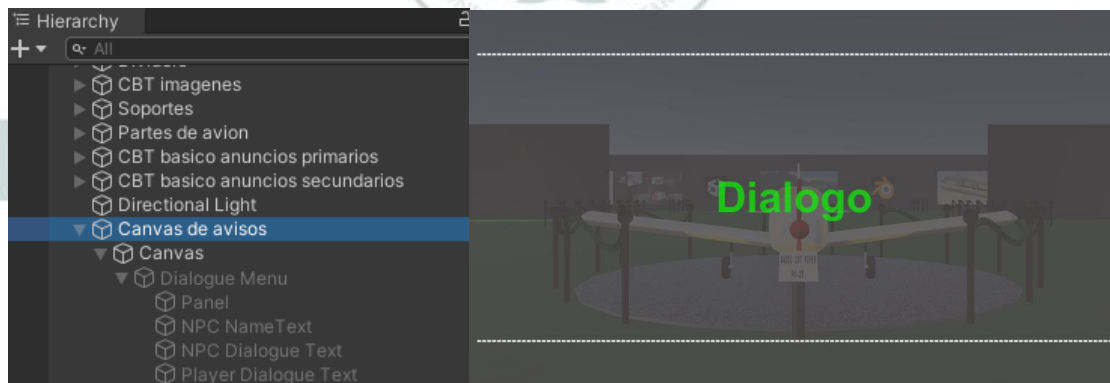 Hierarchy
All
CBT imagenes
Soportes
Partes de avion
CBT basico anuncios primarios
CBT basico anuncios secundarios
Directional Light
Canvas de avisos
Canvas
Dialogue Menu
Panel
NPC NameText
NPC Dialogue Text
Player Dialogue Text
Dialogo